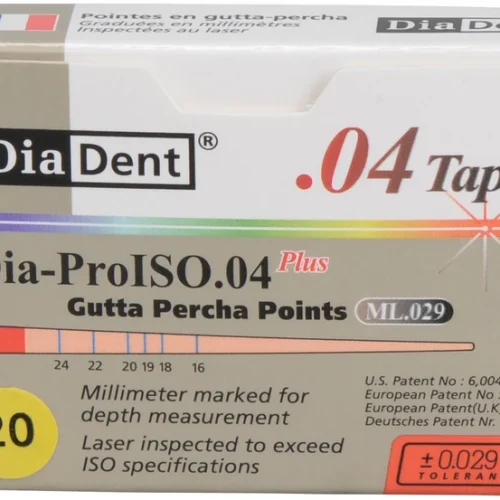 Pointes en gutta-percha
Graduées en millimètres
Inspectées au laser
DiaDent
DiaDent®
.04 Tap
Dia-ProISO.04 Plus
Gutta Percha Points ML.029
24 22 20 19 18 16
20
Millimeter marked for
depth measurement
Laser inspected to exceed
ISO specifications
U.S. Patent No : 6,004
European Patent No :
European Patent(U.K
Deutsches Patent Nr.
± 0.029
TOLERAN